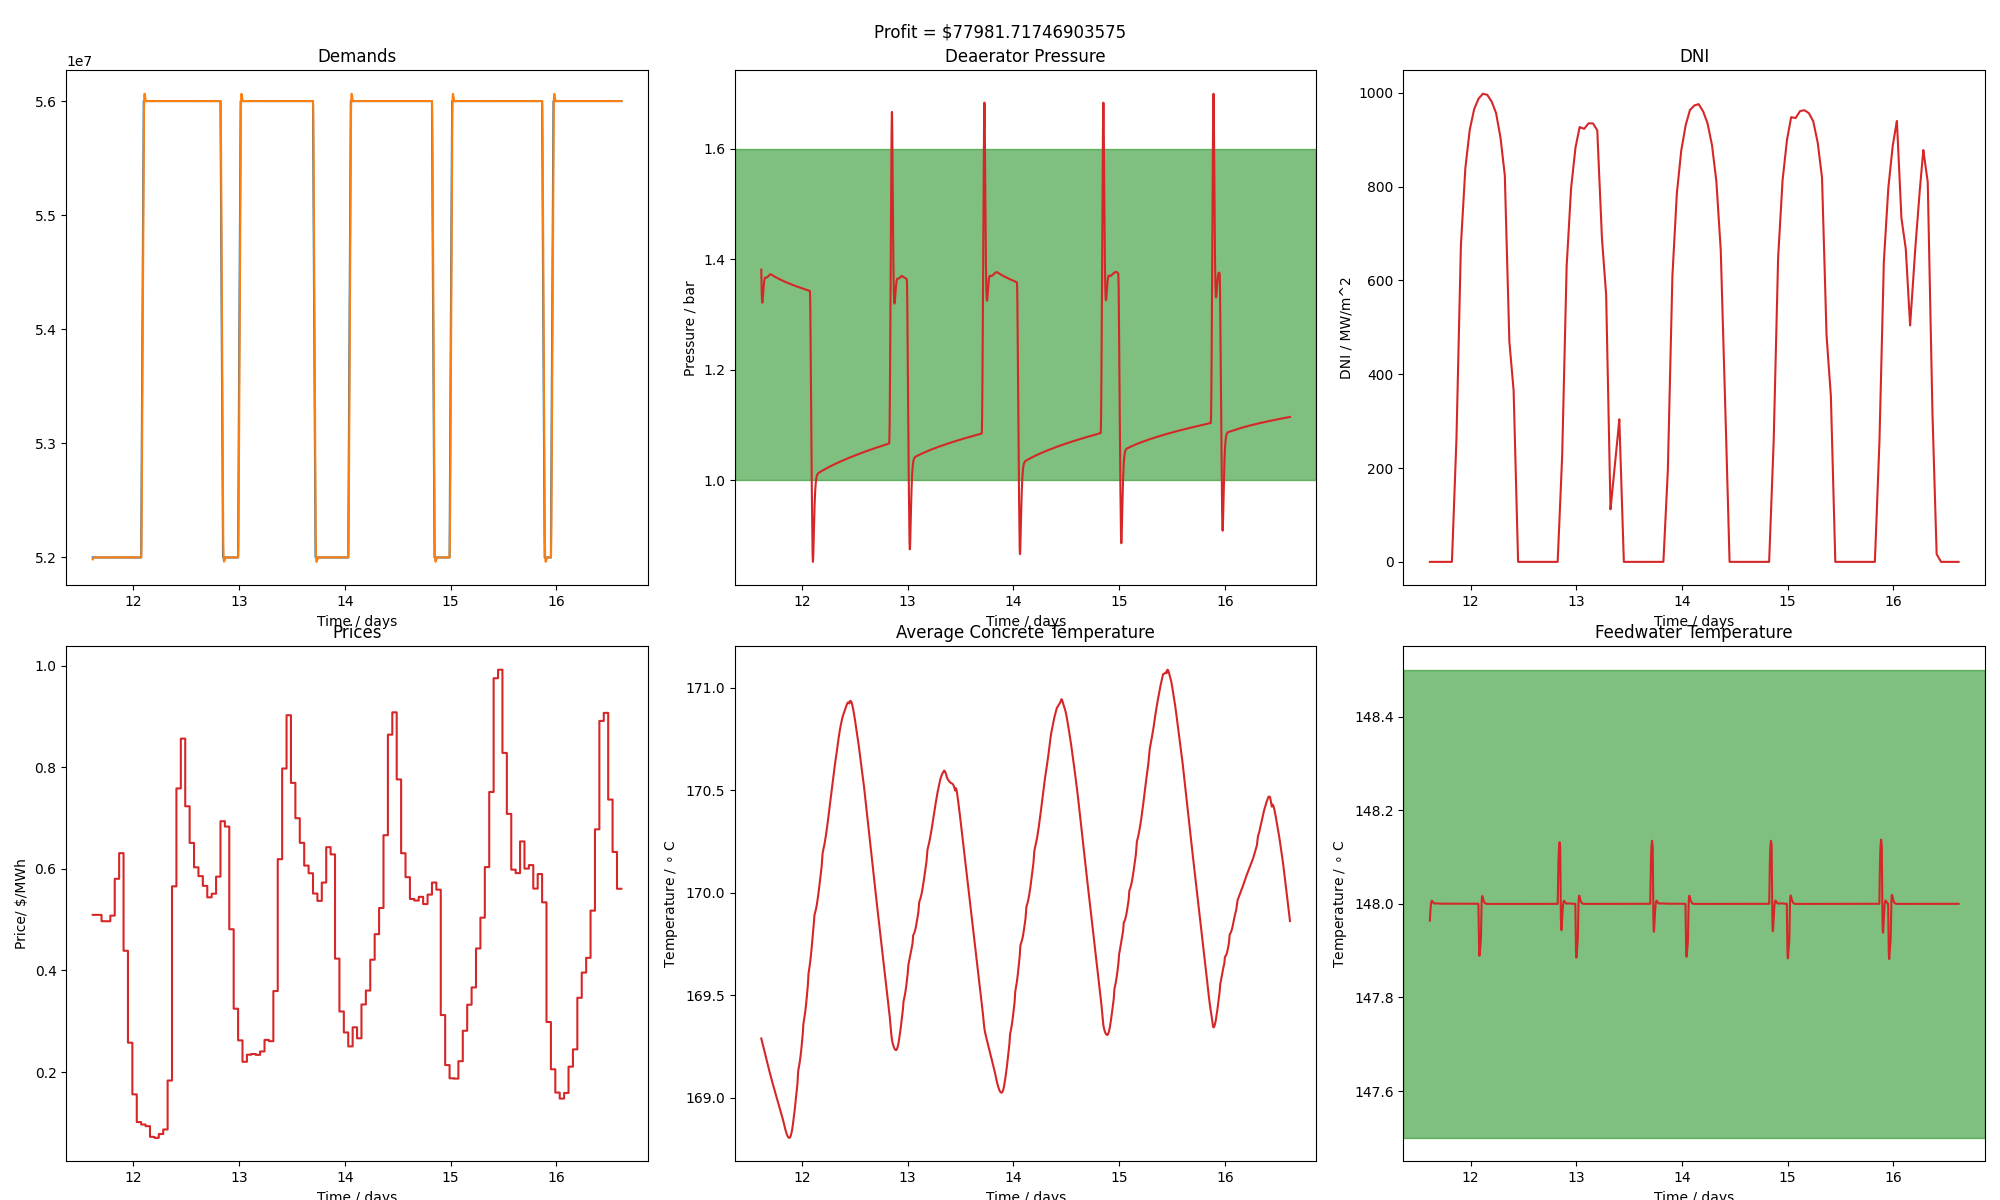 Profit = $77981.71746903575
Demands
Deaerator Pressure
DNI
1e7
5.6
5.5
5.4
5.3
5.2
12 13 14 15 16
Time / days
Pressure / bar
1.6
1.4
1.2
1.0
12 13 14 15 16
Time / days
DNI / MW/m^2
1000
800
600
400
200
0
12 13 14 15 16
Time / days
Prices
Average Concrete Temperature
Feedwater Temperature
Price/ $/MWh
1.0
0.8
0.6
0.4
0.2
12 13 14 15 16
Time / days
Temperature / ∘ C
171.0
170.5
170.0
169.5
169.0
12 13 14 15 16
Time / days
Temperature / ∘ C
148.4
148.2
148.0
147.8
147.6
12 13 14 15 16
Time / days